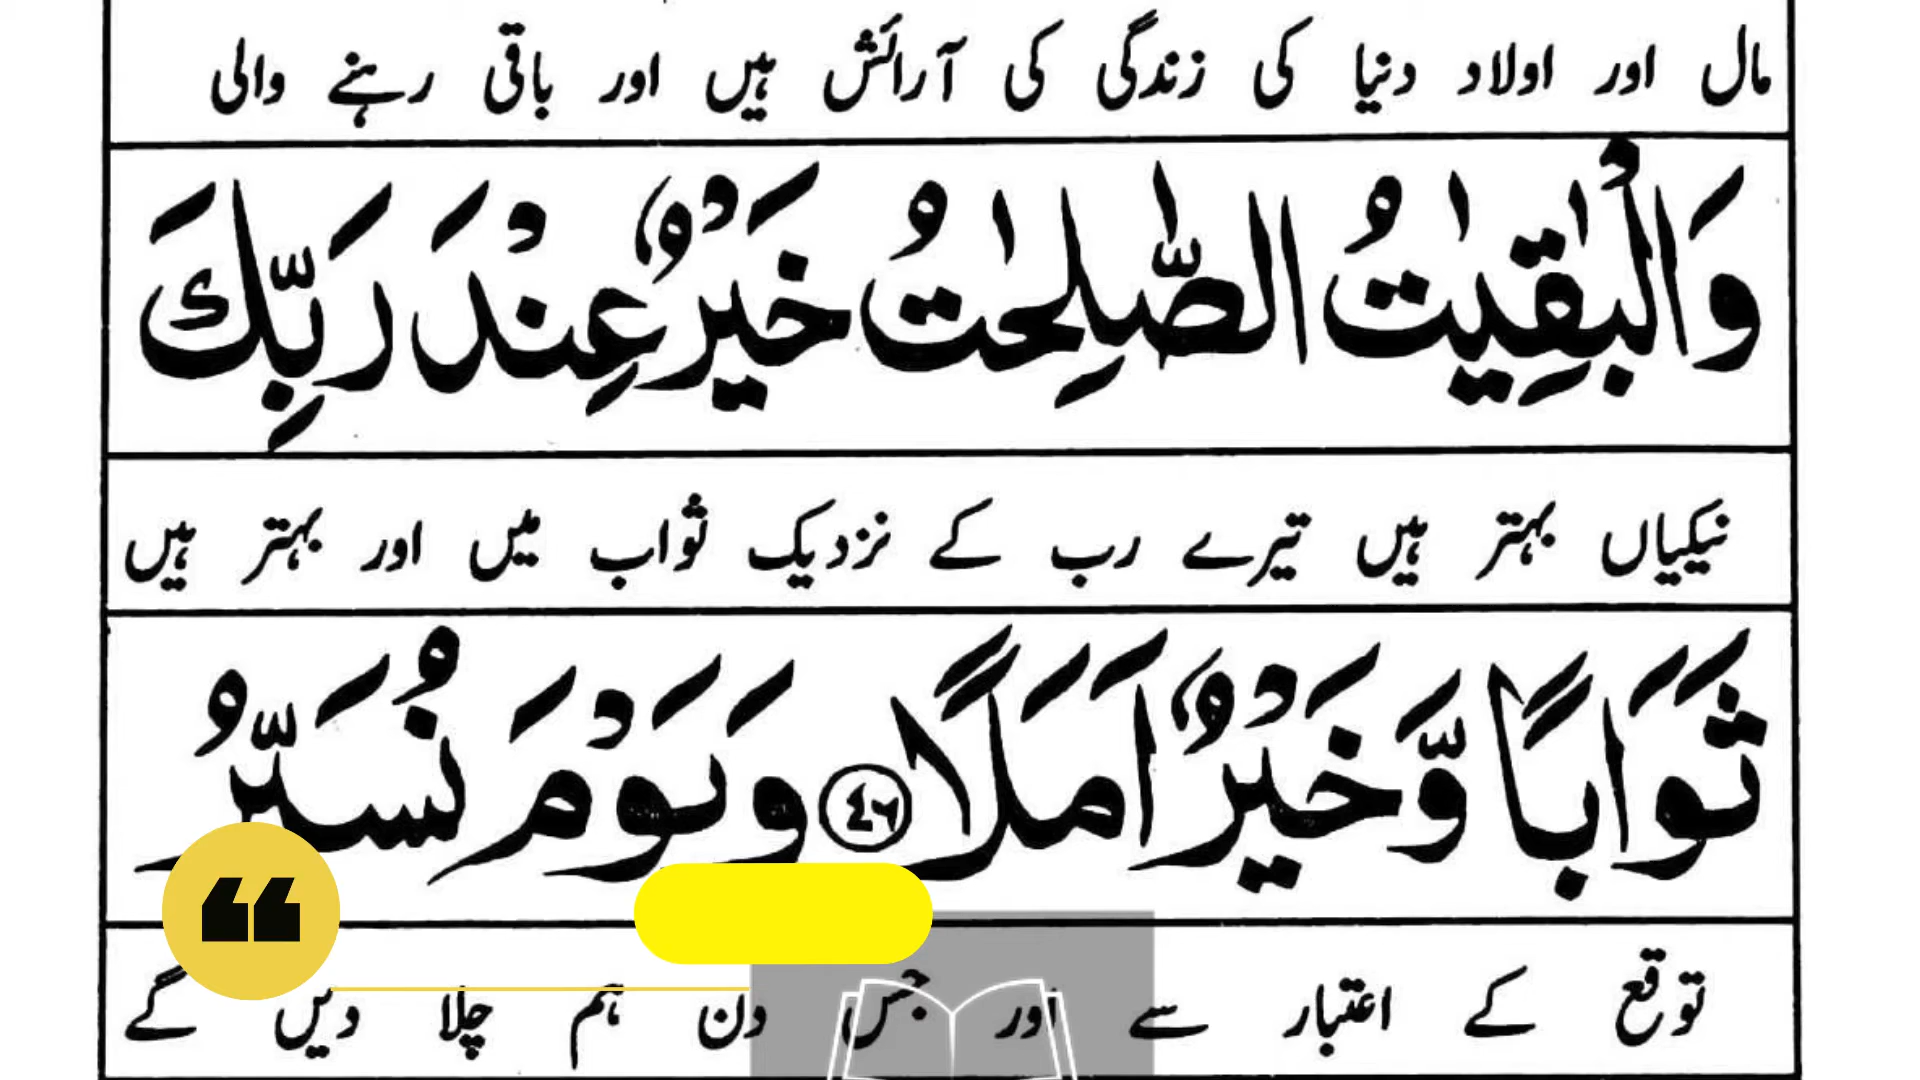 مال اور اولاد دنیا کی زندگی کی آرائش ہیں اور باقی رہنے والی
وَالْبٰقِيٰتُ الصّٰلِحٰتُ خَيْرٌ عِنْدَ رَبِّكَ
نیکیاں بہتر ہیں تیرے رب کے نزدیک ثواب میں اور بہتر ہیں
ثَوَابًا وَّخَيْرٌ اَمَلًا ﴿٤٦﴾ وَيَوْمَ نُسَيِّرُ
توقع کے اعتبار سے اور جس دن ہم چلا دیں گے